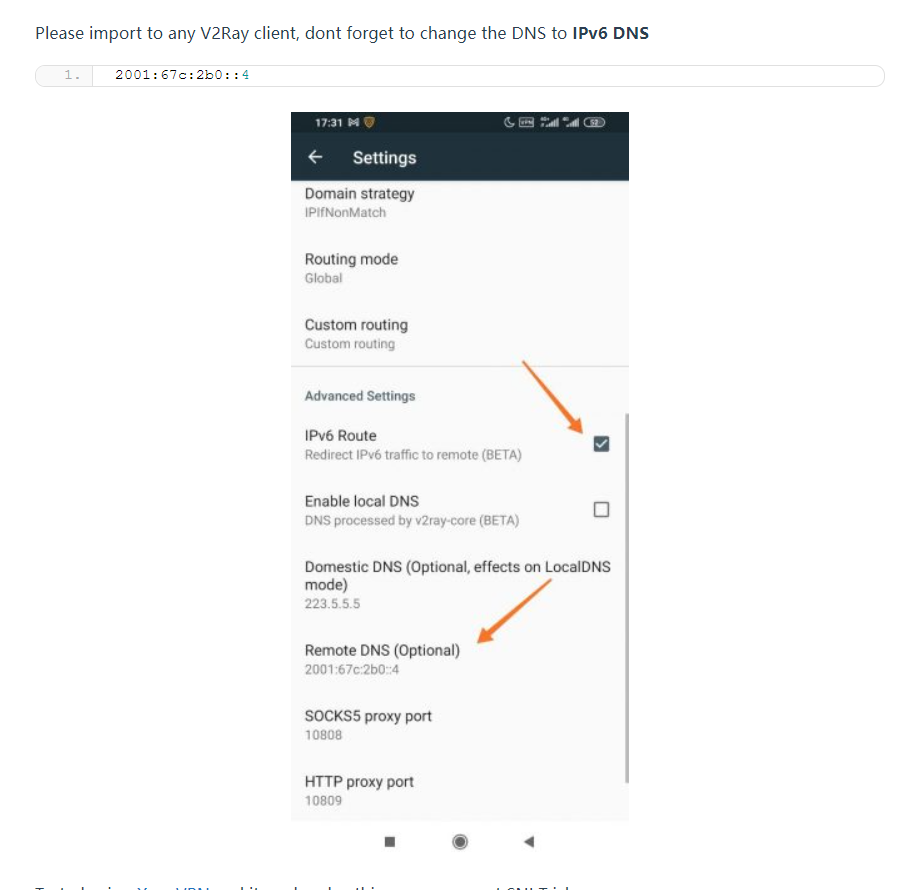 Please import to any V2Ray client, dont forget to change the DNS to IPv6 DNS
1. 2001:67c:2b0::4
17:31
Settings
Domain strategy
IPIfNonMatch
Routing mode
Global
Custom routing
Custom routing
Advanced Settings
IPv6 Route
Redirect IPv6 traffic to remote (BETA)
Enable local DNS
DNS processed by v2ray-core (BETA)
Domestic DNS (Optional, effects on LocalDNS
mode)
223.5.5.5
Remote DNS (Optional)
2001:67c:2b0::4
SOCKS5 proxy port
10808
HTTP proxy port
10809